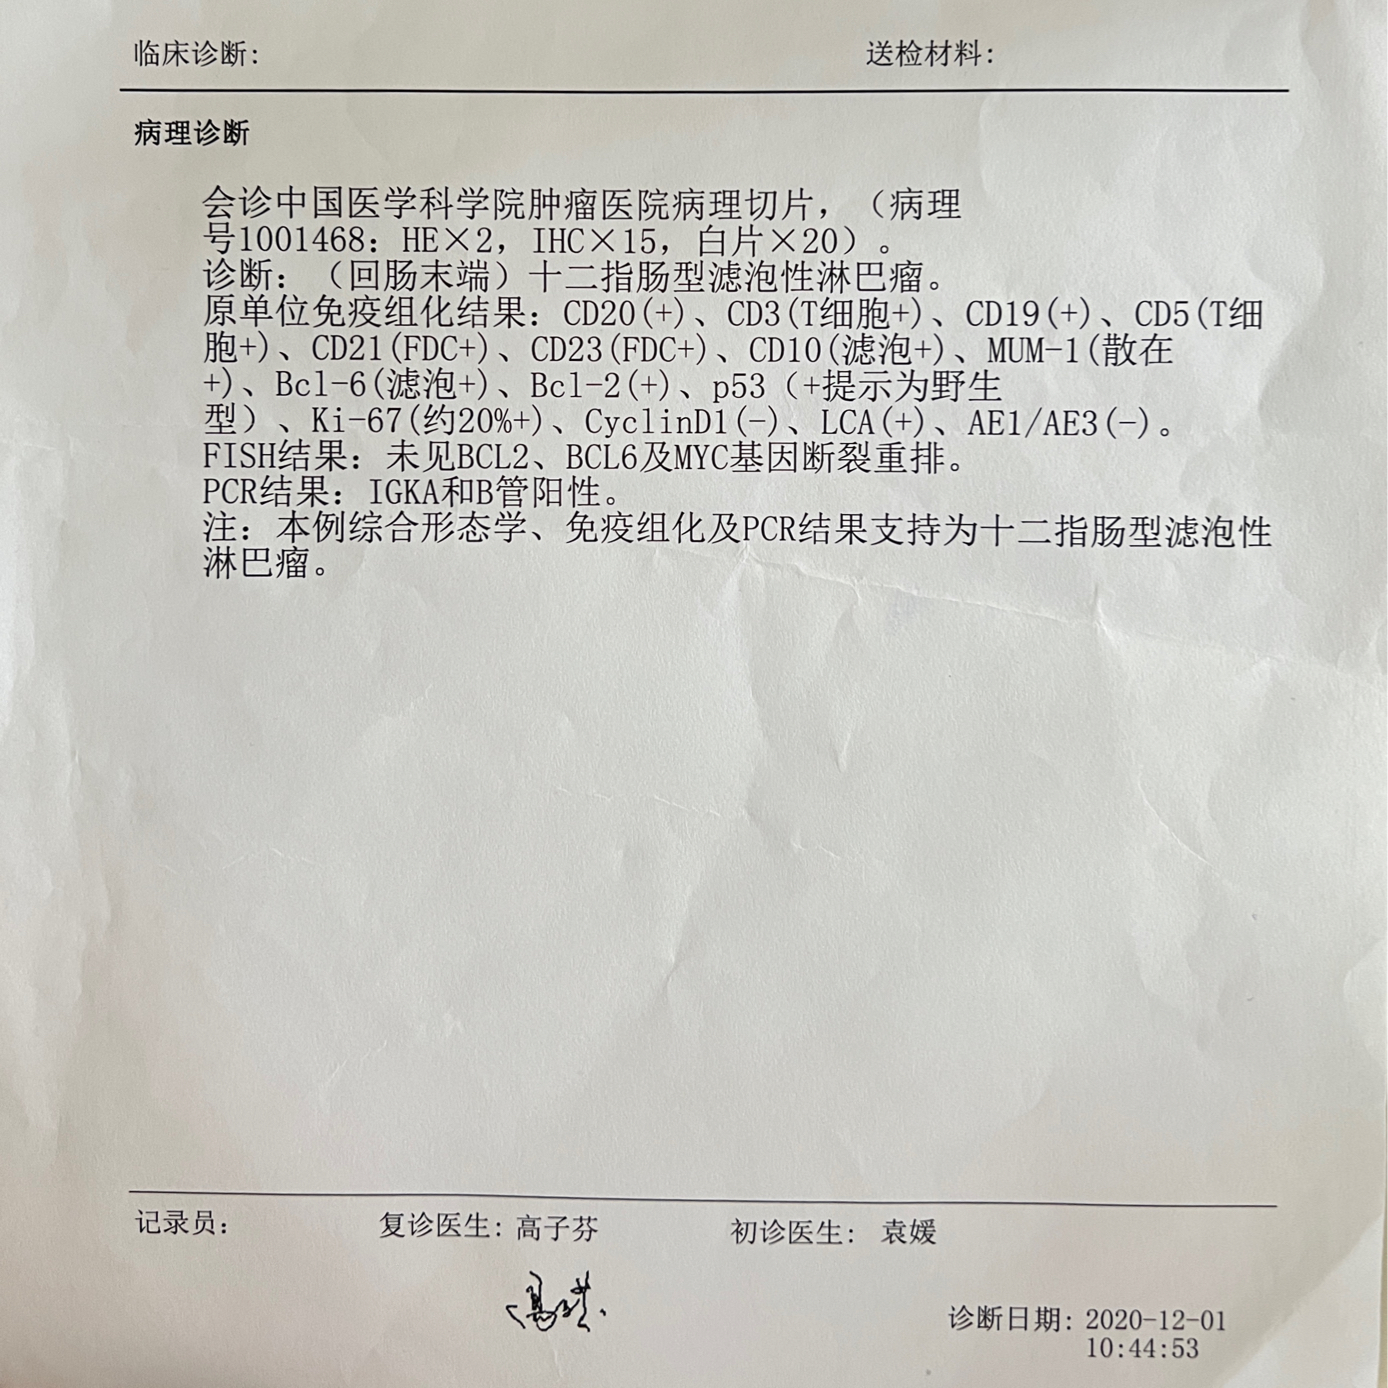 临床诊断: 送检材料:
病理诊断
会诊中国医学科学院肿瘤医院病理切片，（病理
号1001468：HE×2，IHC×15，白片×20）。
诊断：（回肠末端）十二指肠型滤泡性淋巴瘤。
原单位免疫组化结果：CD20(+)、CD3(T细胞+)、CD19(+)、CD5(T细
胞+)、CD21(FDC+)、CD23(FDC+)、CD10(滤泡+)、MUM-1(散在
+)、Bcl-6(滤泡+)、Bcl-2(+)、p53（+提示为野生
型）、Ki-67(约20%+)、CyclinD1(-)、LCA(+)、AE1/AE3(-)。
FISH结果：未见BCL2、BCL6及MYC基因断裂重排。
PCR结果：IGKA和B管阳性。
注：本例综合形态学、免疫组化及PCR结果支持为十二指肠型滤泡性
淋巴瘤。
记录员: 复诊医生: 高子芬 初诊医生: 袁媛
高子芬
诊断日期: 2020-12-01
10:44:53